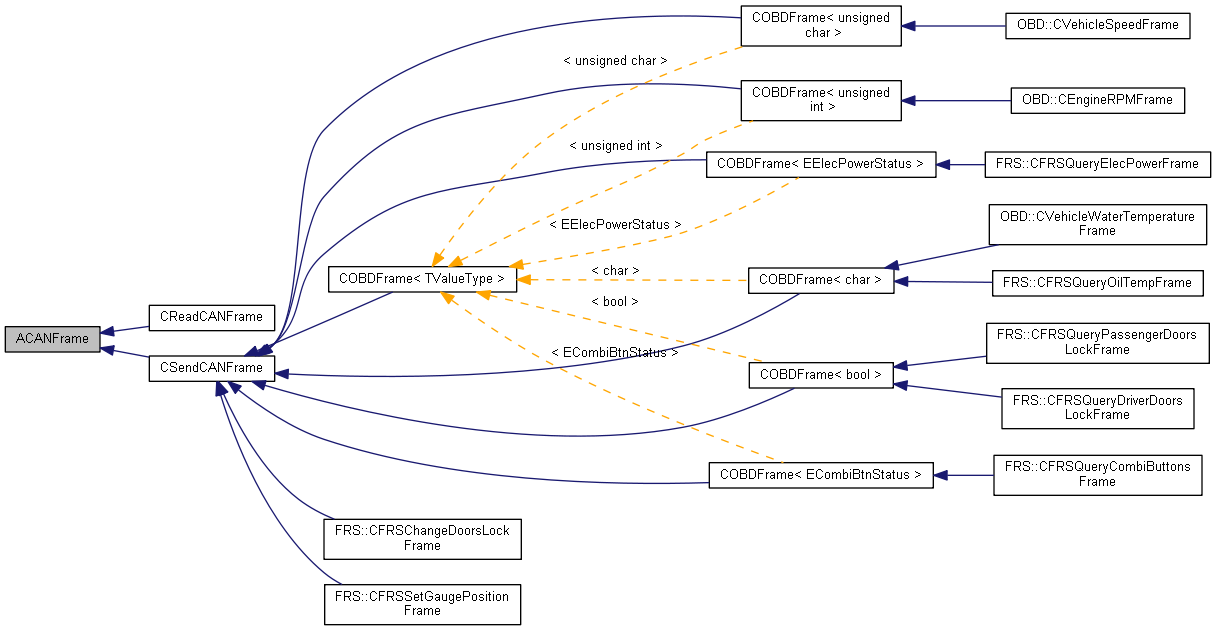 COBDFrame< unsigned
char >
OBD::CVehicleSpeedFrame
< unsigned char >
COBDFrame< unsigned
int >
OBD::CEngineRPMFrame
< unsigned int >
COBDFrame< EElecPowerStatus >
FRS::CFRSQueryElecPowerFrame
OBD::CVehicleWaterTemperature
Frame
< EElecPowerStatus >
COBDFrame< TValueType >
< char >
COBDFrame< char >
FRS::CFRSQueryOilTempFrame
< bool >
CReadCANFrame
ACANFrame
FRS::CFRSQueryPassengerDoors
LockFrame
< ECombiBtnStatus >
CSendCANFrame
COBDFrame< bool >
FRS::CFRSQueryDriverDoors
LockFrame
COBDFrame< ECombiBtnStatus >
FRS::CFRSQueryCombiButtons
Frame
FRS::CFRSChangeDoorsLock
Frame
FRS::CFRSSetGaugePosition
Frame